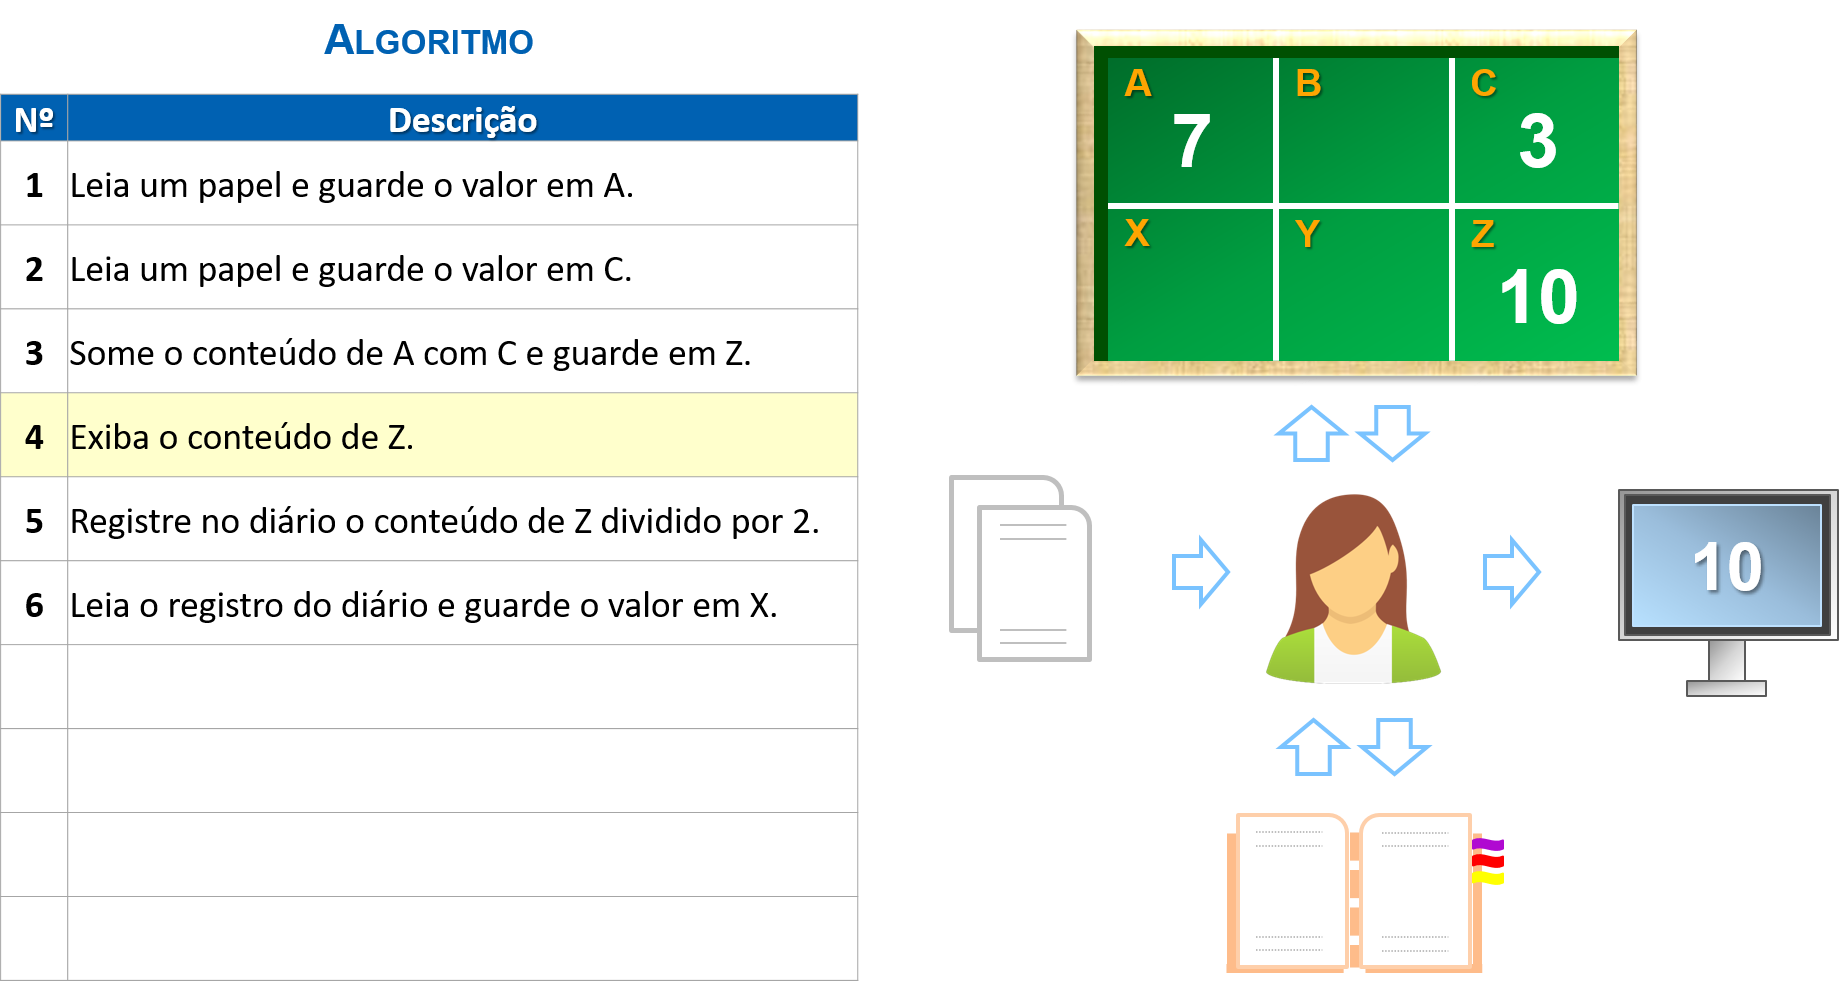 ALGORITMO
Nº Descrição
1 Leia um papel e guarde o valor em A.
2 Leia um papel e guarde o valor em C.
3 Some o conteúdo de A com C e guarde em Z.
4 Exiba o conteúdo de Z.
5 Registre no diário o conteúdo de Z dividido por 2.
6 Leia o registro do diário e guarde o valor em X.
A B C
7 3
X Y Z
10
10